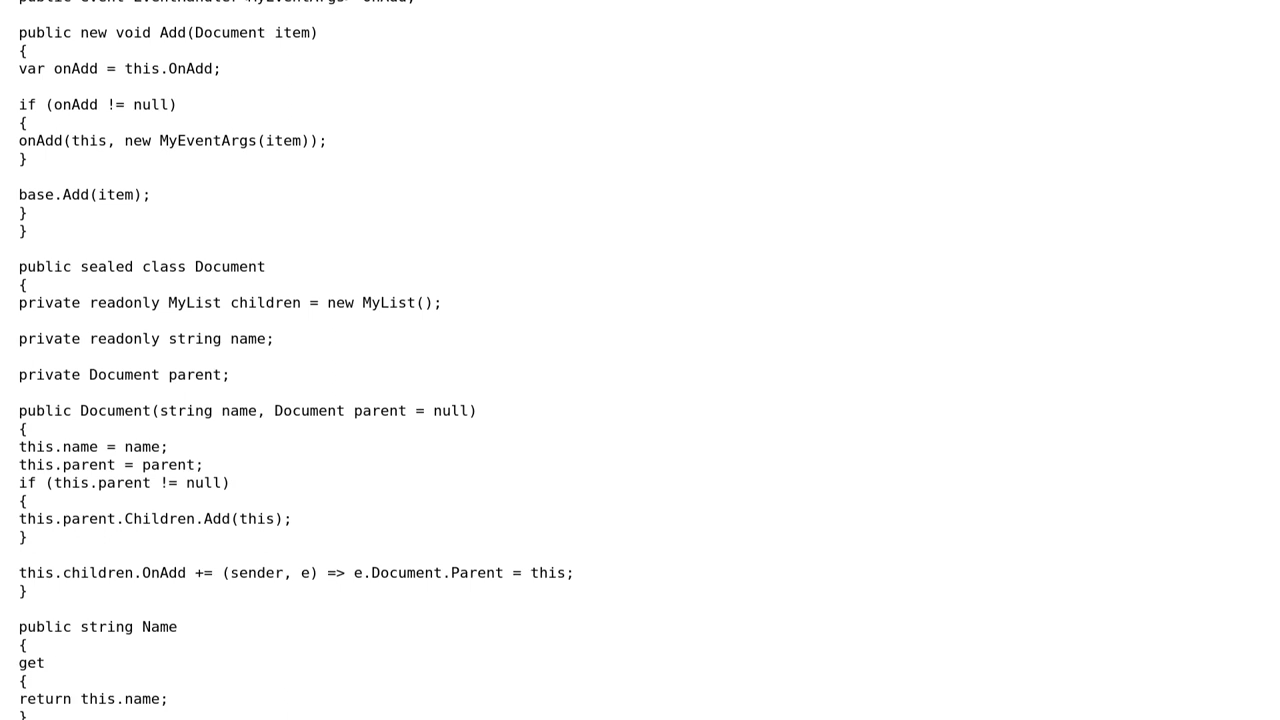 public new void Add(Document item)
{
var onAdd = this.OnAdd;
if (onAdd != null)
{
onAdd(this, new MyEventArgs(item));
}
base.Add(item);
}
}
public sealed class Document
{
private readonly MyList children = new MyList();
private readonly string name;
private Document parent;
public Document(string name, Document parent = null)
{
this.name = name;
this.parent = parent;
if (this.parent != null)
{
this.parent.Children.Add(this);
}
this.children.OnAdd += (sender, e) => e.Document.Parent = this;
}
public string Name
{
get
{
return this.name;
}